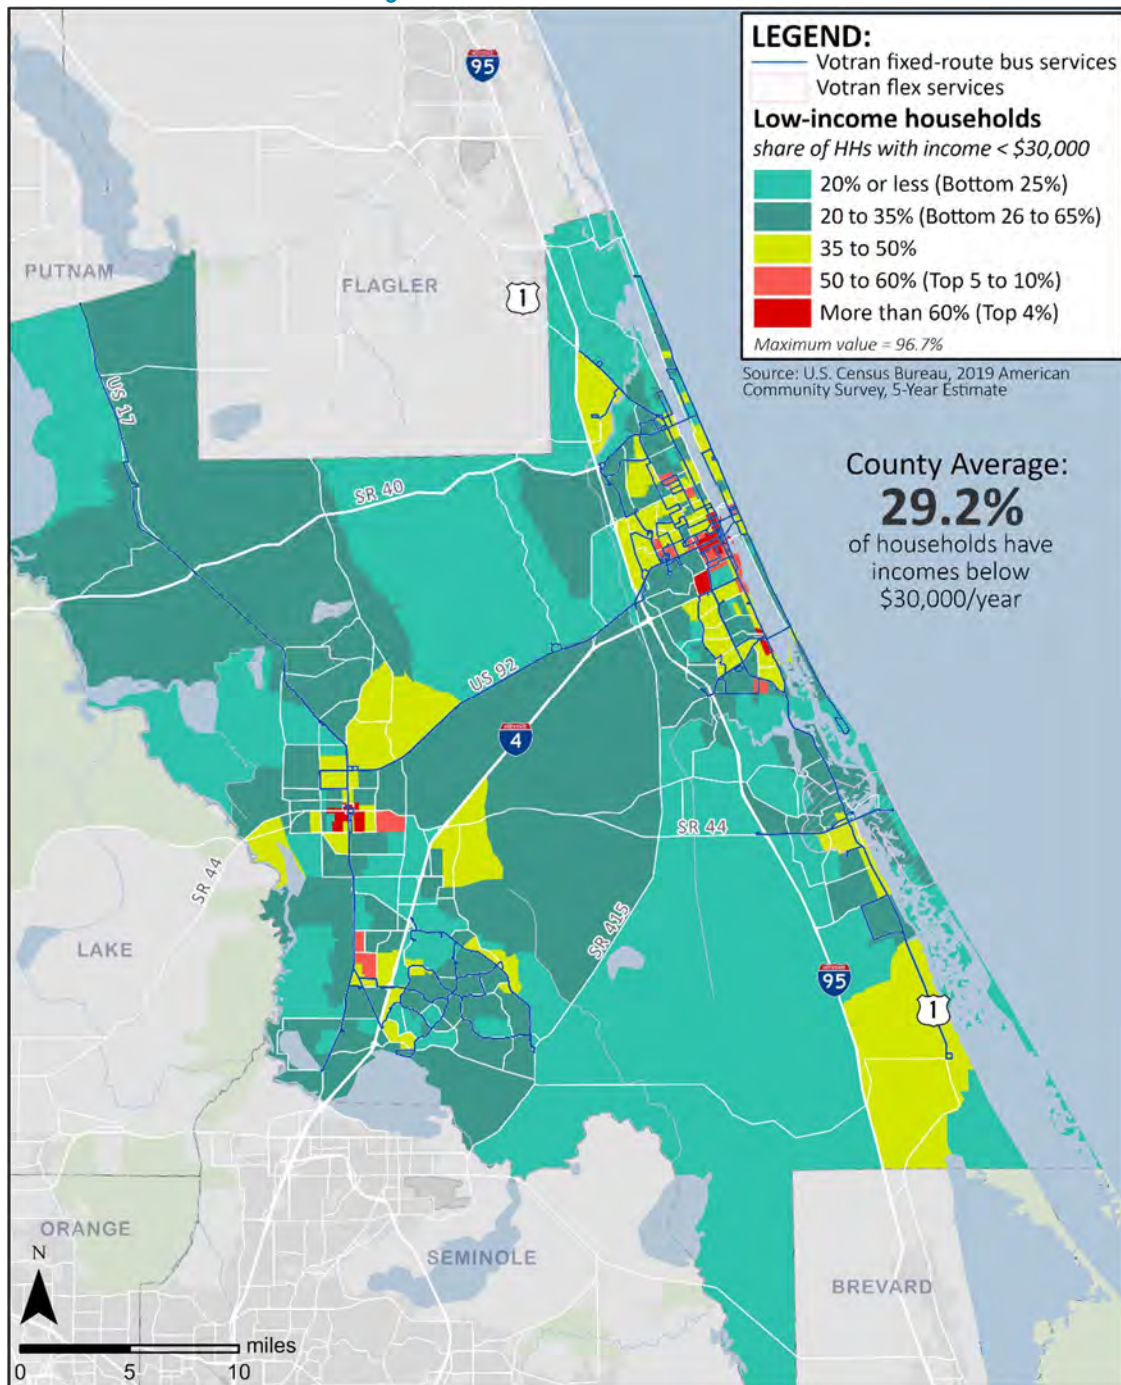 LEGEND:
Votran fixed-route bus services
Votran flex services
Low-income households
share of HHs with income < $30,000
20% or less (Bottom 25%)
20 to 35% (Bottom 26 to 65%)
35 to 50%
50 to 60% (Top 5 to 10%)
More than 60% (Top 4%)
Maximum value = 96.7%
Source: U.S. Census Bureau, 2019 American
Community Survey, 5-Year Estimate
County Average:
29.2%
of households have
incomes below
$30,000/year
95
PUTNAM
FLAGLER
1
US 17
SR 40
US 92
4
SR 44
SR 44
SR 415
LAKE
95
1
ORANGE
SEMINOLE
BREVARD
N
miles
0 5 10